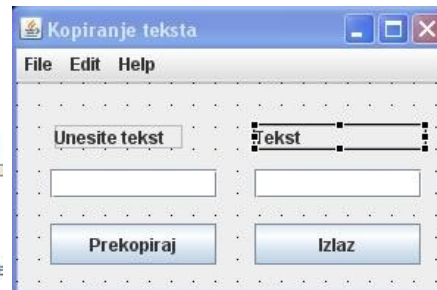 Kopiranje teksta
File Edit Help
Unesite tekst Tekst
Prekopiraj Izlaz